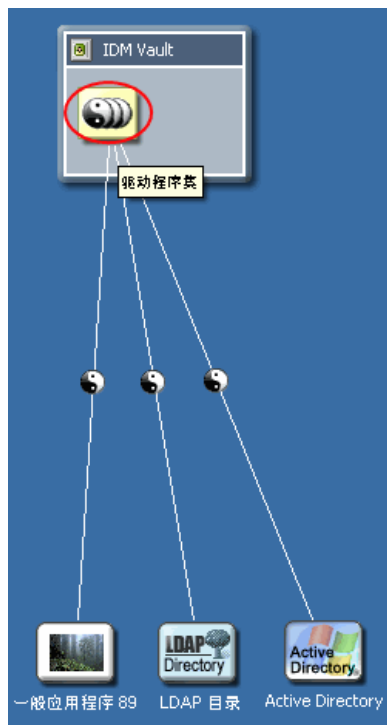 IDM Vault
驱动程序集
LDAP
Directory
Active
Directory
一般应用程序 89
LDAP 目录
Active Directory